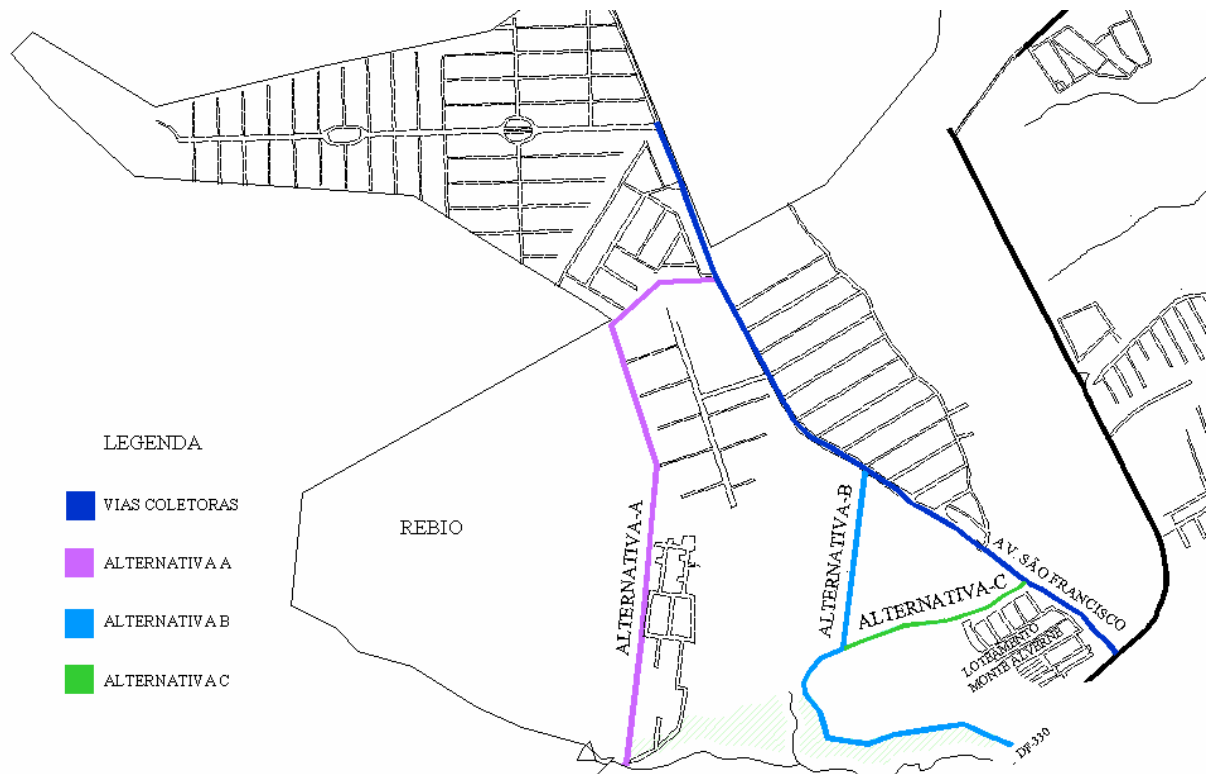 LEGENDA
VIAS COLETORAS
ALTERNATIVA A
ALTERNATIVA B
ALTERNATIVA C
REBIO
ALTERNATIVA-A
ALTERNATIVA-B
ALTERNATIVA-C
AV. SÃO FRANCISCO
LOTEAMENTO
MONTE ALVERNE
DF-330